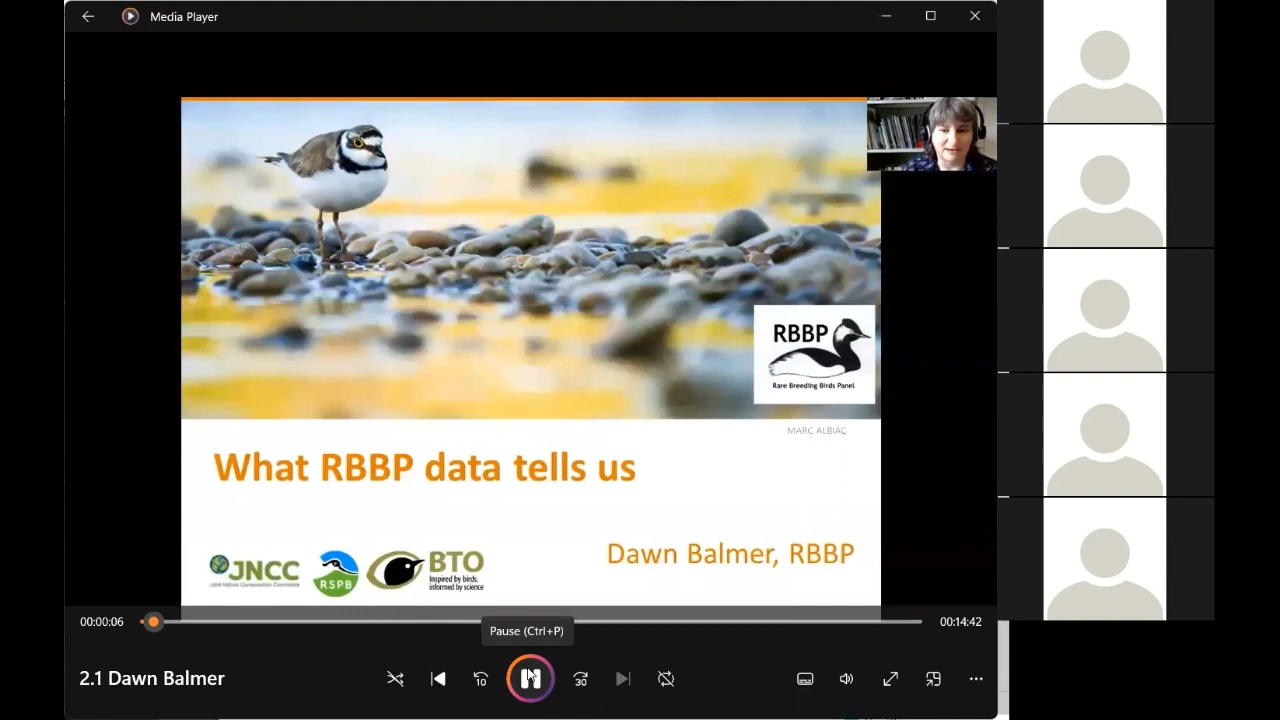 Media Player
RBBP
Rare Breeding Birds Panel
MARC ALBIAC
What RBBP data tells us
Dawn Balmer, RBBP
JNCC
RSPB
BTO
Inspired by birds,
informed by science
00:00:06
00:14:42
Pause (Ctrl+P)
2.1 Dawn Balmer
10
30